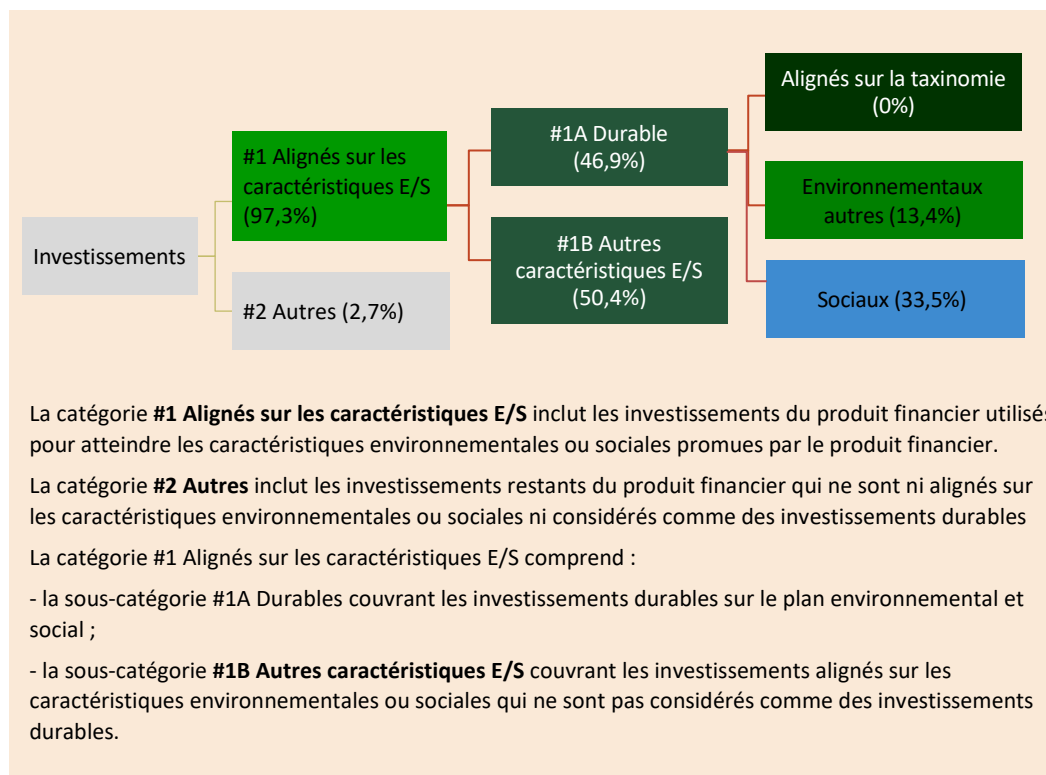 Alignés sur la taxinomie
(0%)
#1A Durable
(46,9%)
#1 Alignés sur les
caractéristiques E/S
(97,3%)
Environnementaux
autres (13,4%)
Investissements
#1B Autres
caractéristiques E/S
(50,4%)
#2 Autres (2,7%)
Sociaux (33,5%)
La catégorie #1 Alignés sur les caractéristiques E/S inclut les investissements du produit financier utilisés
pour atteindre les caractéristiques environnementales ou sociales promues par le produit financier.
La catégorie #2 Autres inclut les investissements restants du produit financier qui ne sont ni alignés sur
les caractéristiques environnementales ou sociales ni considérés comme des investissements durables
La catégorie #1 Alignés sur les caractéristiques E/S comprend :
- la sous-catégorie #1A Durables couvrant les investissements durables sur le plan environnemental et
social ;
- la sous-catégorie #1B Autres caractéristiques E/S couvrant les investissements alignés sur les
caractéristiques environnementales ou sociales qui ne sont pas considérés comme des investissements
durables.